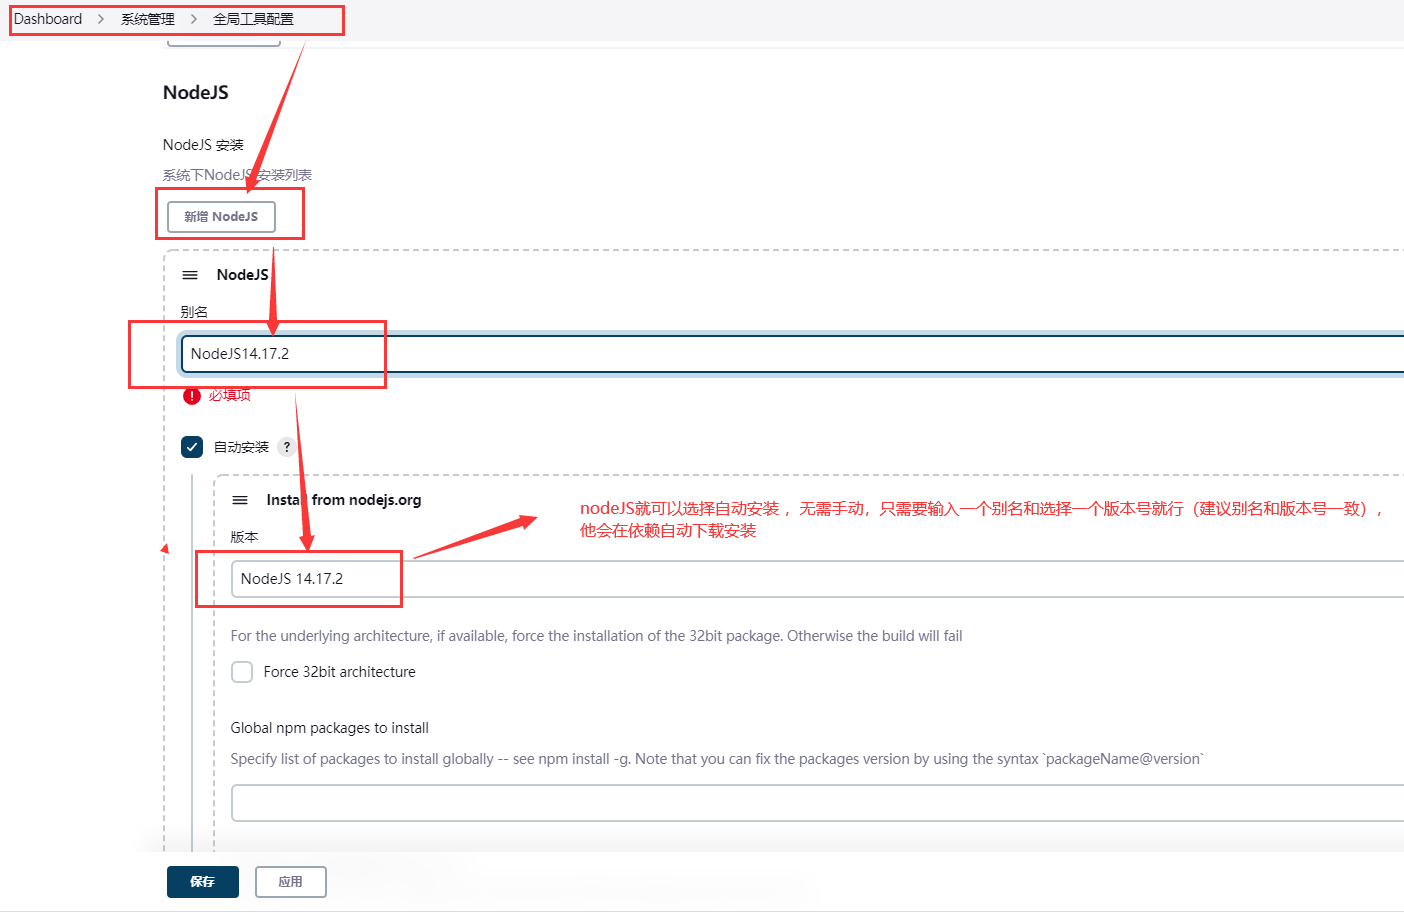 Dashboard > 系统管理 > 全局工具配置
NodeJS
NodeJS 安装
系统下NodeJS 安装列表
新增 NodeJS
NodeJS
别名
NodeJS14.17.2
必填项
自动安装 ?
Install from nodejs.org
nodeJS就可以选择自动安装 ，无需手动，只需要输入一个别名和选择一个版本号就行（建议别名和版本号一致），
他会在依赖自动下载安装
版本
NodeJS 14.17.2
For the underlying architecture, if available, force the installation of the 32bit package. Otherwise the build will fail
Force 32bit architecture
Global npm packages to install
Specify list of packages to install globally -- see npm install -g. Note that you can fix the packages version by using the syntax `packageName@version`
保存 应用